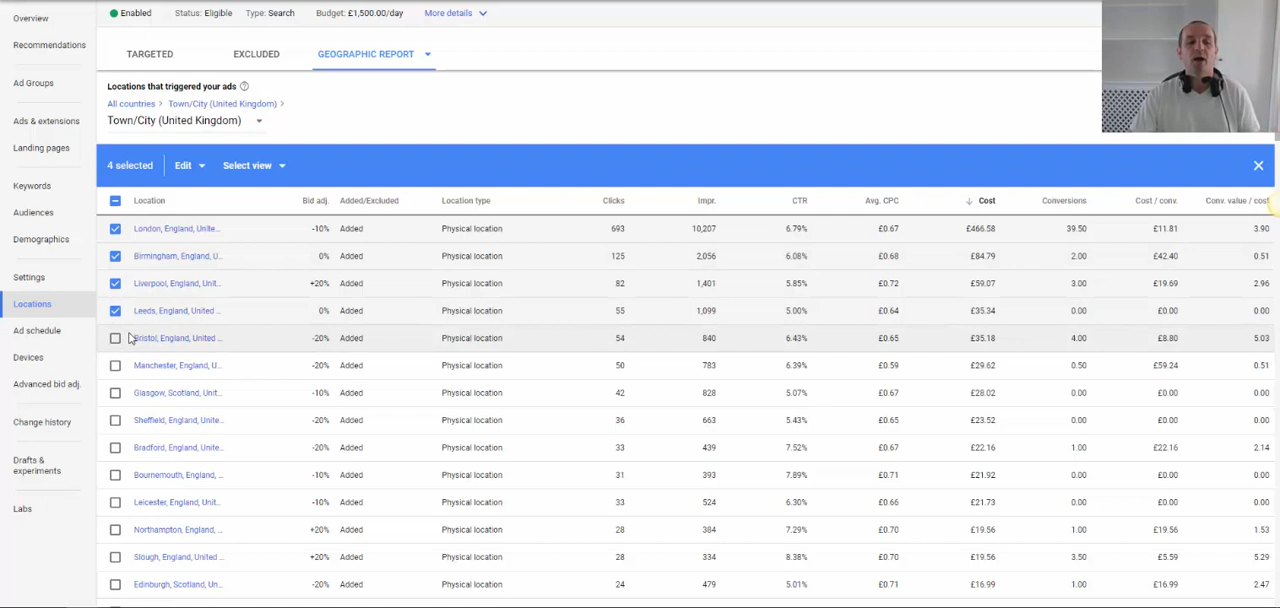 Overview
Recommendations
Ad Groups
Ads & extensions
Landing pages
Keywords
Audiences
Demographics
Settings
Locations
Ad schedule
Devices
Advanced bid adj.
Change history
Drafts &
experiments
Labs
Enabled Status: Eligible Type: Search Budget: £1,500.00/day More details
TARGETED EXCLUDED GEOGRAPHIC REPORT
Locations that triggered your ads
All countries > Town/City (United Kingdom) >
Town/City (United Kingdom)
4 selected Edit Select view
Location Bid adj. Added/Excluded Location type Clicks Impr. CTR Avg. CPC Cost Conversions Cost / conv. Conv. value / cost
London, England, Unite... -10% Added Physical location 693 10,207 6.79% £0.67 £466.58 39.50 £11.81 3.90
Birmingham, England, U... 0% Added Physical location 125 2,056 6.08% £0.68 £84.79 2.00 £42.40 0.51
Liverpool, England, Unit... +20% Added Physical location 82 1,401 5.85% £0.72 £59.07 3.00 £19.69 2.96
Leeds, England, United ... 0% Added Physical location 55 1,099 5.00% £0.64 £35.34 0.00 £0.00 0.00
Bristol, England, United ... -20% Added Physical location 54 840 6.43% £0.65 £35.18 4.00 £8.80 5.03
Manchester, England, U... -20% Added Physical location 50 783 6.39% £0.59 £29.62 0.50 £59.24 0.51
Glasgow, Scotland, Unit... -10% Added Physical location 42 828 5.07% £0.67 £28.02 0.00 £0.00 0.00
Sheffield, England, Unite... -20% Added Physical location 36 663 5.43% £0.65 £23.52 0.00 £0.00 0.00
Bradford, England, Unite... -20% Added Physical location 33 439 7.52% £0.67 £22.16 1.00 £22.16 2.14
Bournemouth, England, ... -10% Added Physical location 31 393 7.89% £0.71 £21.92 0.00 £0.00 0.00
Leicester, England, Unit... -10% Added Physical location 33 524 6.30% £0.66 £21.73 0.00 £0.00 0.00
Northampton, England, ... +20% Added Physical location 28 384 7.29% £0.70 £19.56 1.00 £19.56 1.53
Slough, England, United ... +20% Added Physical location 28 334 8.38% £0.70 £19.56 3.50 £5.59 5.29
Edinburgh, Scotland, Un... -20% Added Physical location 24 479 5.01% £0.71 £16.99 1.00 £16.99 2.47